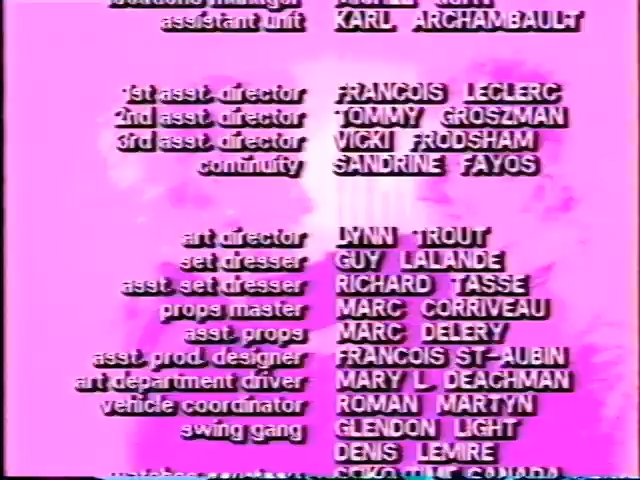 assistant unit KARL ARCHAMBAULT
1st asst. director FRANCOIS LECLERC
2nd asst. director TOMMY GROSZMAN
3rd asst. director VICKI FRODSHAM
continuity SANDRINE FAYOS
art director LYNN TROUT
set dresser GUY LALANDE
asst. set dresser RICHARD TASSE
props master MARC CORRIVEAU
asst. props MARC DELERY
asst. prod. designer FRANCOIS ST-AUBIN
art department driver MARY L. DEACHMAN
vehicle coordinator ROMAN MARTYN
swing gang GLENDON LIGHT
DENIS LEMIRE